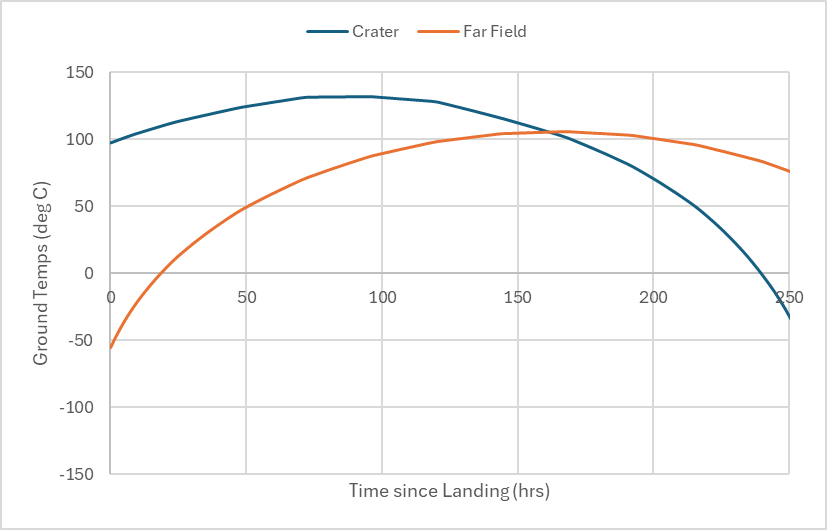 Crater Far Field
150
100
50
0
-50
-100
-150
0 50 100 150 200 250
Ground Temps (deg C)
Time since Landing (hrs)